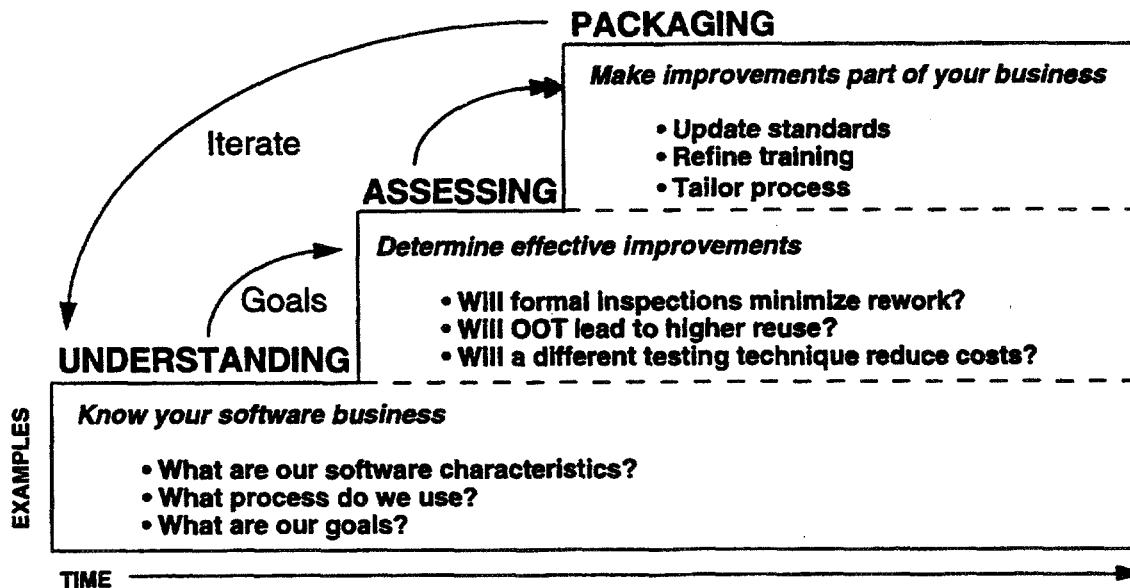 PACKAGING
Make improvements part of your business
• Update standards
• Refine training
• Tailor process
Iterate
ASSESSING
Determine effective improvements
• Will formal inspections minimize rework?
• Will OOT lead to higher reuse?
• Will a different testing technique reduce costs?
Goals
UNDERSTANDING
Know your software business
• What are our software characteristics?
• What process do we use?
• What are our goals?
EXAMPLES
TIME